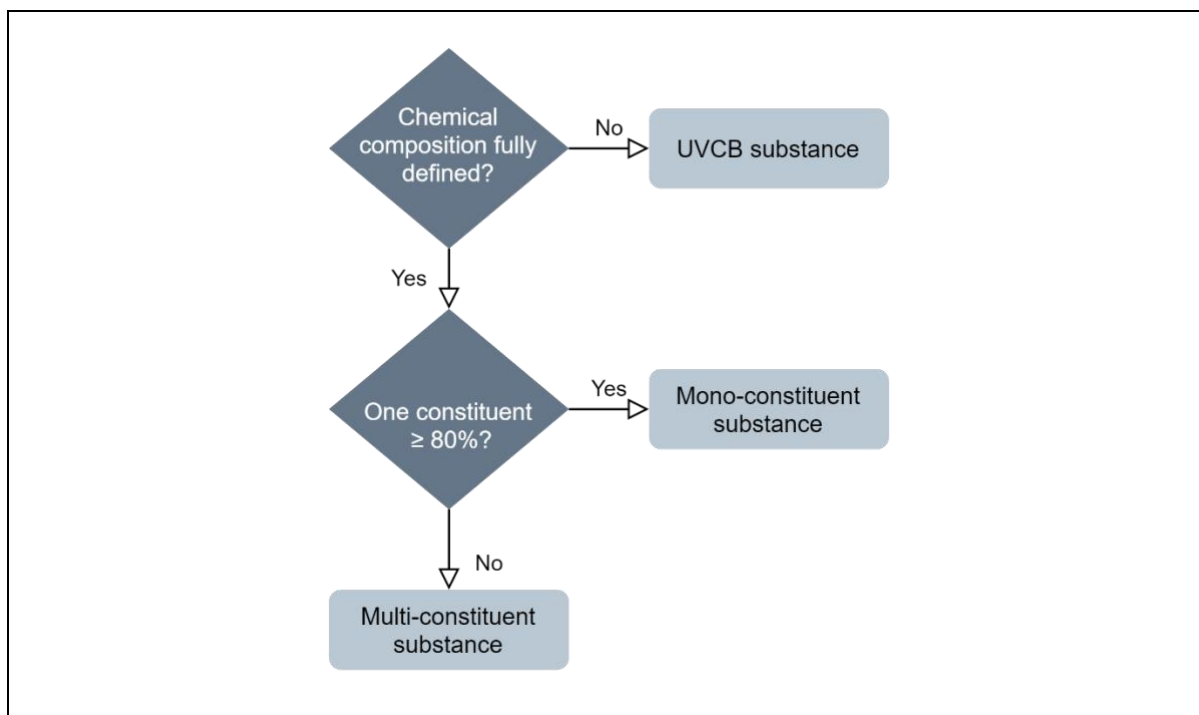 Chemical
composition fully
defined?
No
UVCB substance
Yes
One constituent
≥ 80%?
Yes
Mono-constituent
substance
No
Multi-constituent
substance